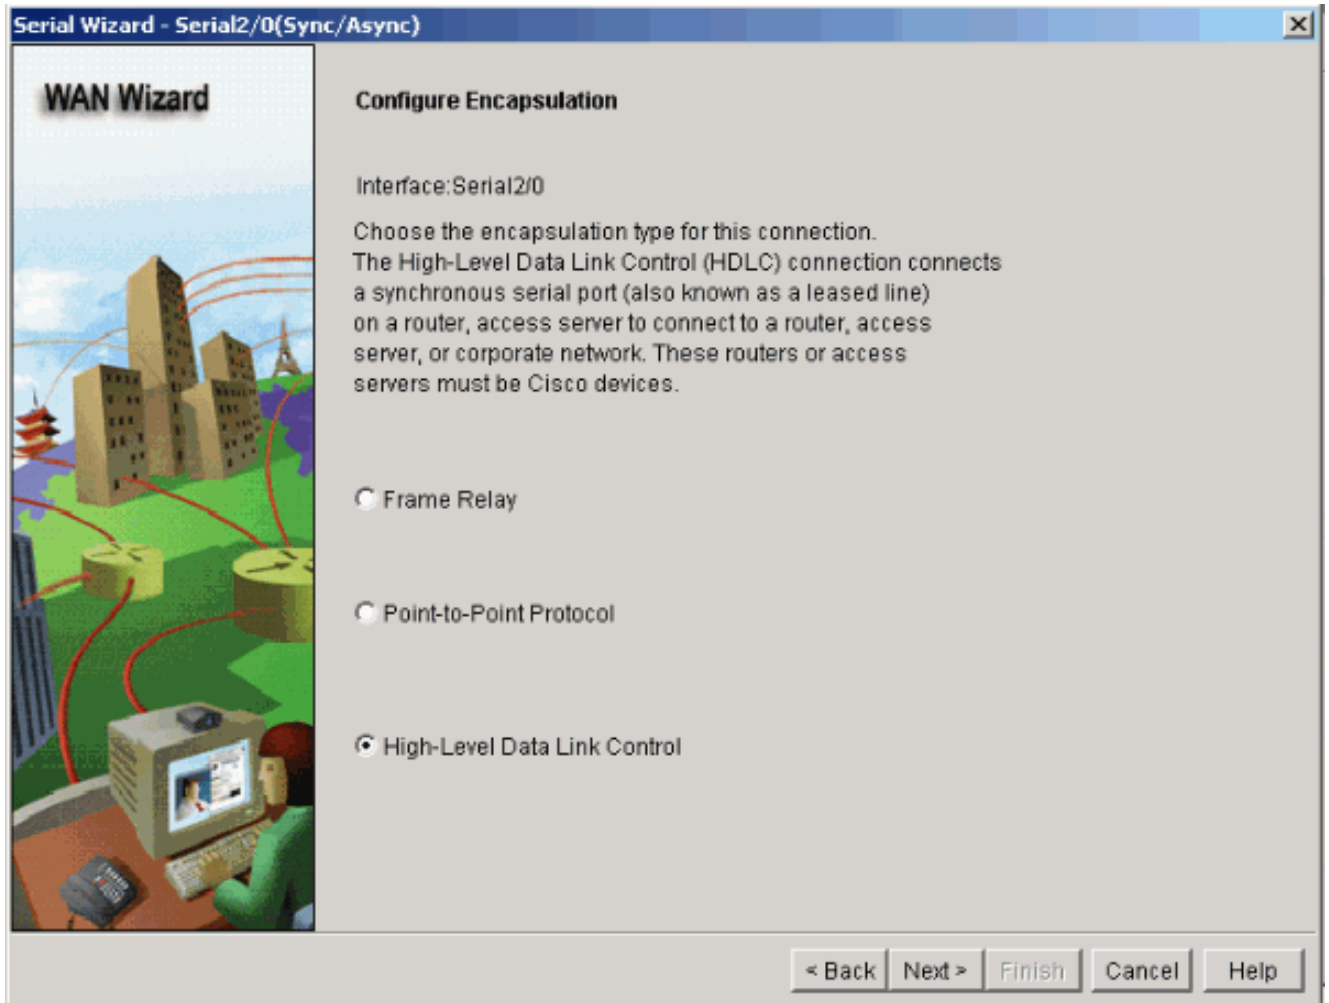 Serial Wizard - Serial2/0(Sync/Async)
WAN Wizard
Configure Encapsulation
Interface:Serial2/0
Choose the encapsulation type for this connection.
The High-Level Data Link Control (HDLC) connection connects
a synchronous serial port (also known as a leased line)
on a router, access server to connect to a router, access
server, or corporate network. These routers or access
servers must be Cisco devices.
Frame Relay
Point-to-Point Protocol
High-Level Data Link Control
< Back Next > Finish Cancel Help